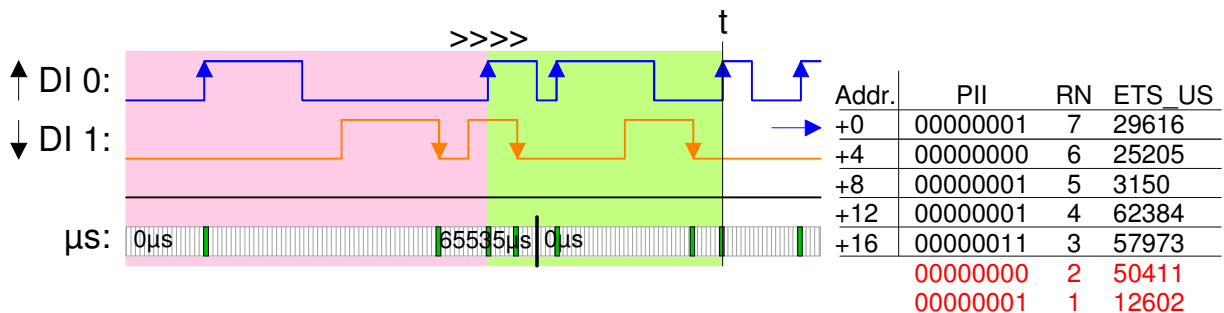 t
>>>>
DI 0:
DI 1:
µs: 0µs 65535µs 0µs
Addr. PII RN ETS_US
+0 00000001 7 29616
+4 00000000 6 25205
+8 00000001 5 3150
+12 00000001 4 62384
+16 00000011 3 57973
00000000 2 50411
00000001 1 12602